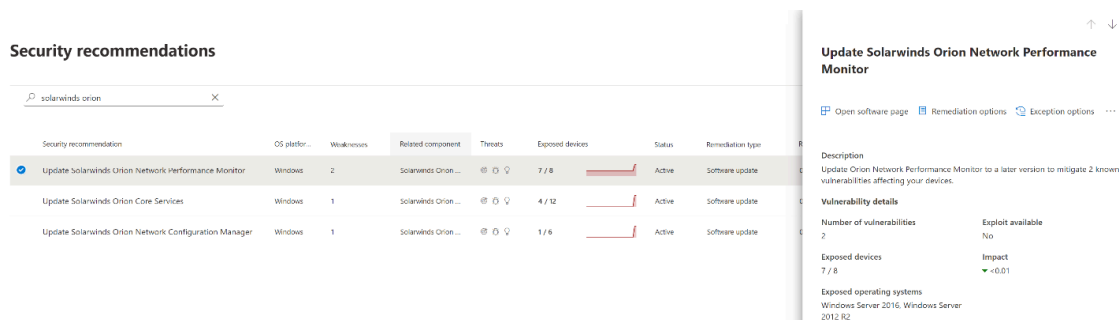 Security recommendations
solarwinds orion
Security recommendation OS platfor... Weaknesses Related component Threats Exposed devices Status Remediation type
Update Solarwinds Orion Network Performance Monitor Windows 2 Solarwinds Orion ... 7 / 8 Active Software update
Update Solarwinds Orion Core Services Windows 1 Solarwinds Orion ... 4 / 12 Active Software update
Update Solarwinds Orion Network Configuration Manager Windows 1 Solarwinds Orion ... 1 / 6 Active Software update
Update Solarwinds Orion Network Performance
Monitor
Open software page Remediation options Exception options ...
Description
Update Orion Network Performance Monitor to a later version to mitigate 2 known
vulnerabilities affecting your devices.
Vulnerability details
Number of vulnerabilities Exploit available
2 No
Exposed devices Impact
7 / 8 <0.01
Exposed operating systems
Windows Server 2016, Windows Server
2012 R2